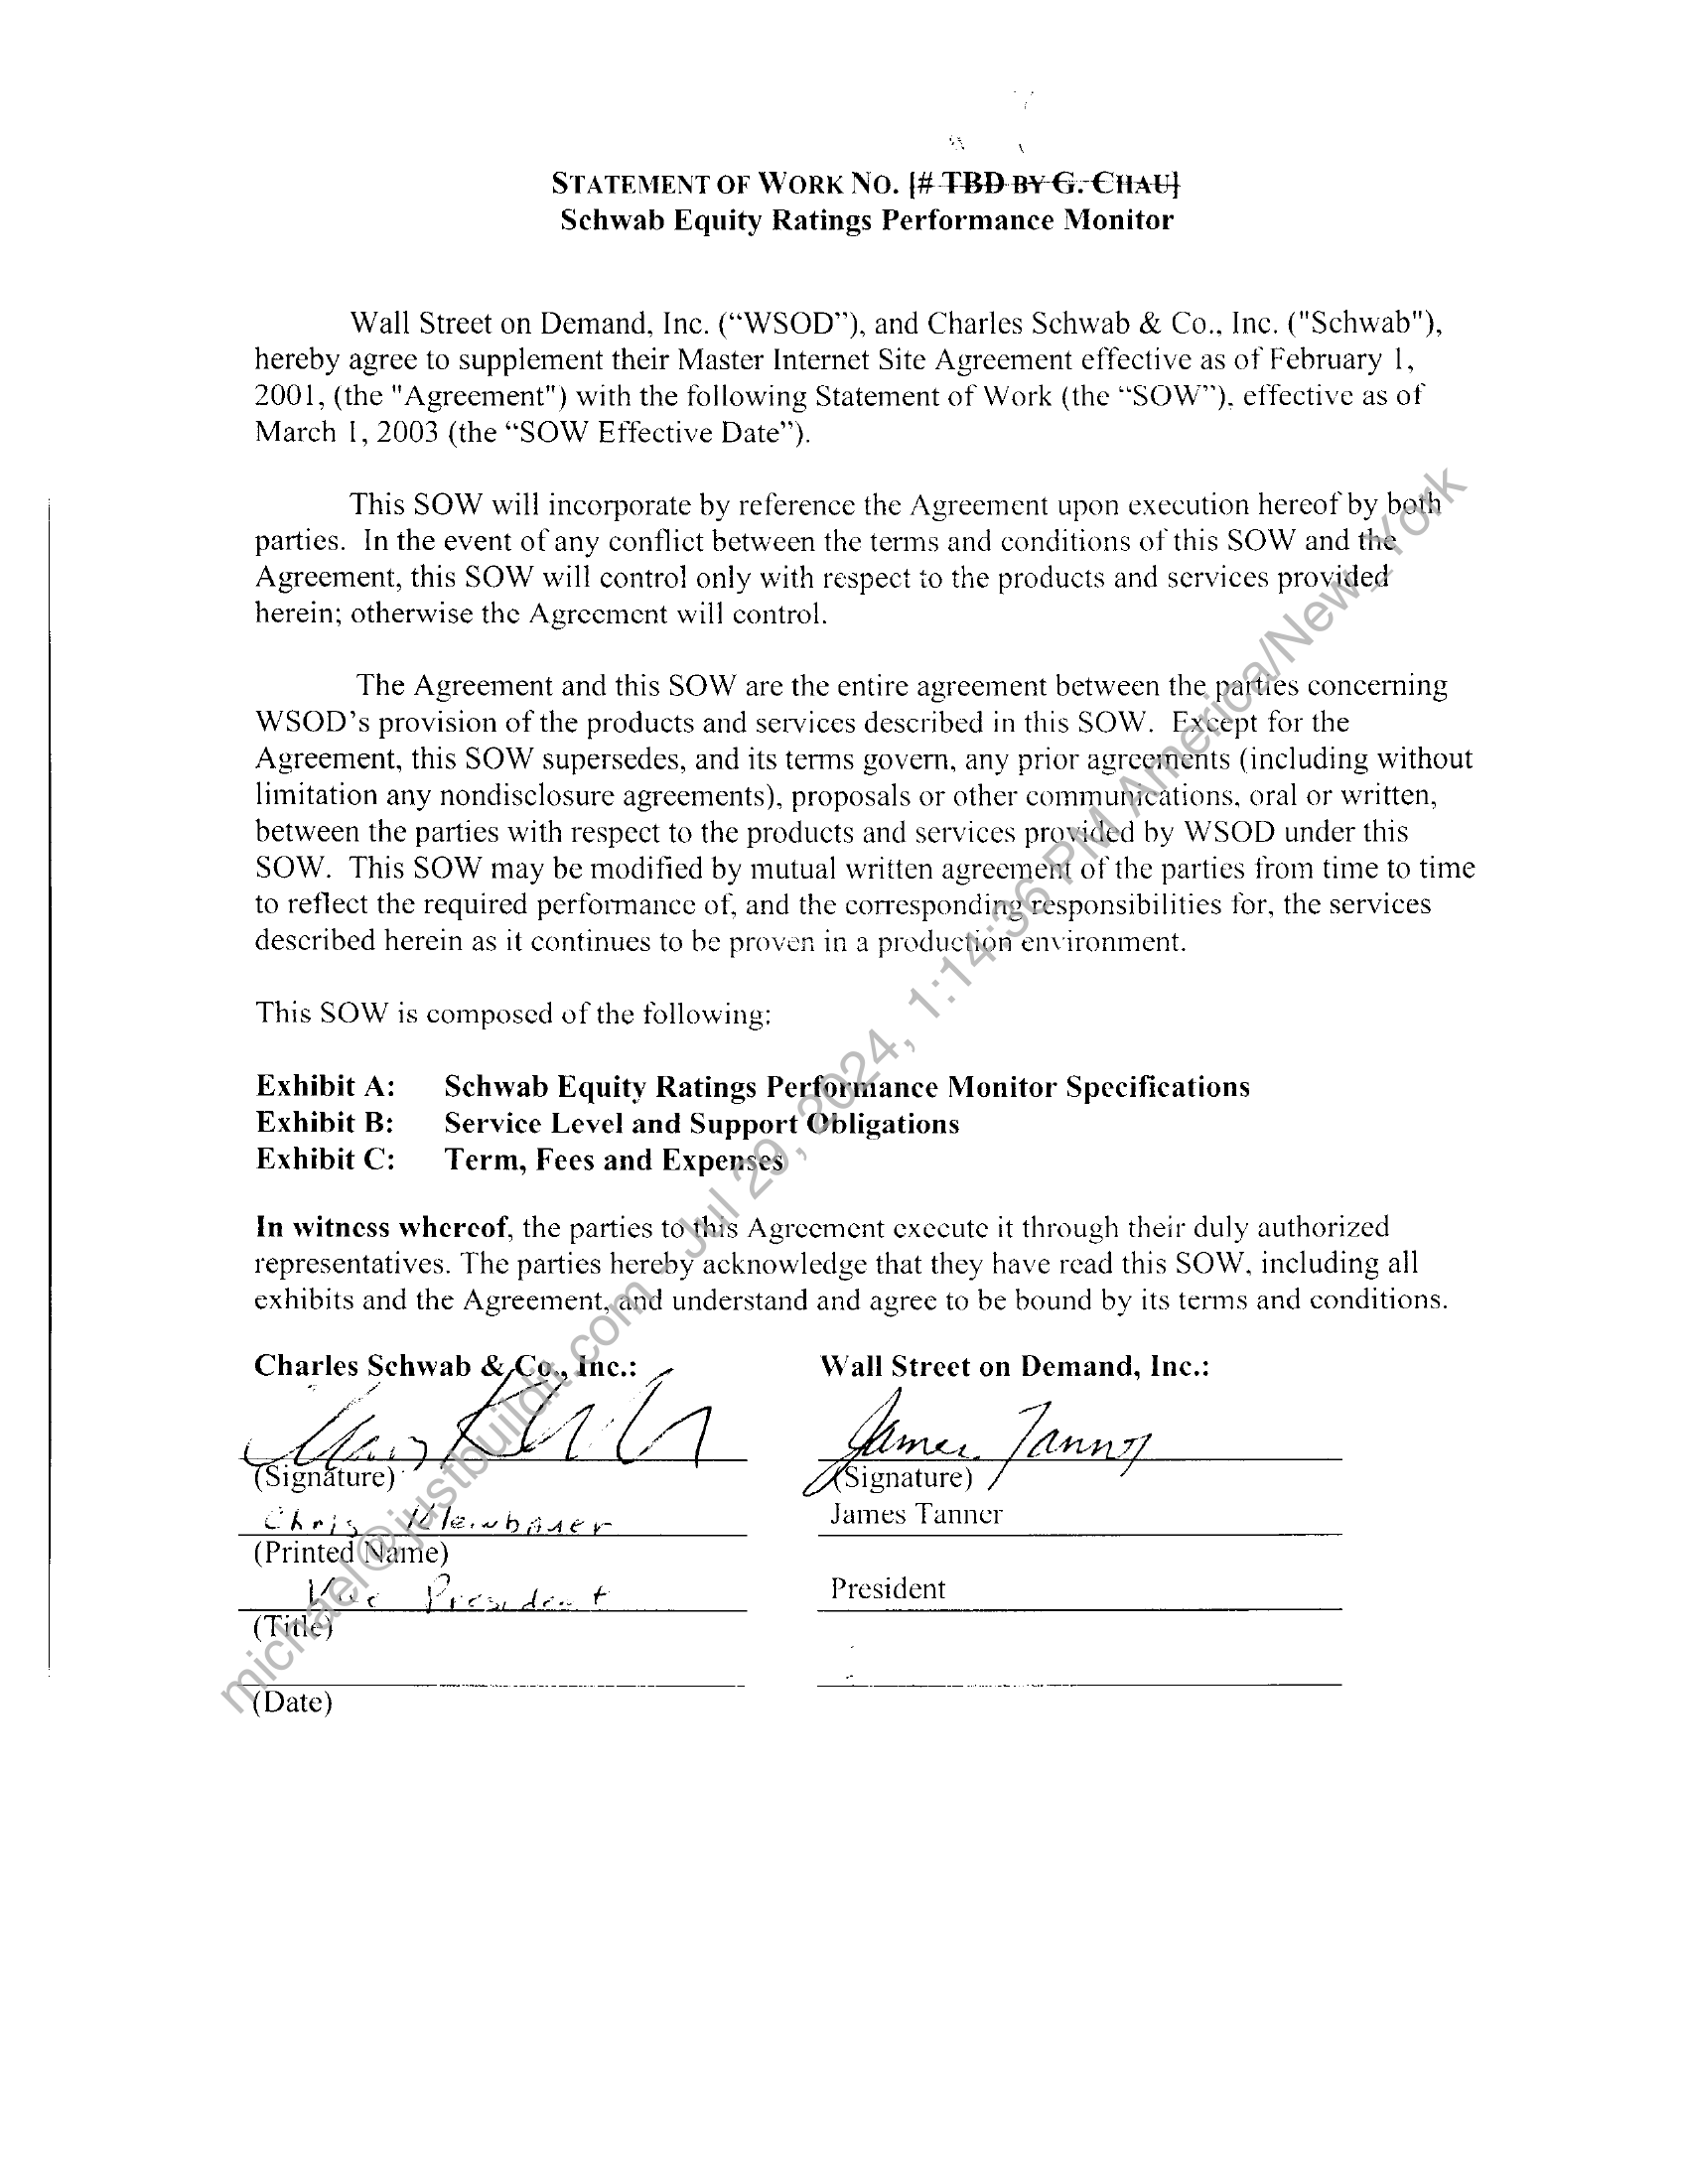 STATEMENT OF WORK NO. [# TBD BY G. CHAU]
Schwab Equity Ratings Performance Monitor
Wall Street on Demand, Inc. (“WSOD”), and Charles Schwab & Co., Inc. ("Schwab"),
hereby agree to supplement their Master Internet Site Agreement effective as of February 1,
2001, (the "Agreement") with the following Statement of Work (the “SOW”), effective as of
March 1, 2003 (the “SOW Effective Date”).
This SOW will incorporate by reference the Agreement upon execution hereof by both
parties. In the event of any conflict between the terms and conditions of this SOW and the
Agreement, this SOW will control only with respect to the products and services provided
herein; otherwise the Agreement will control.
The Agreement and this SOW are the entire agreement between the parties concerning
WSOD’s provision of the products and services described in this SOW. Except for the
Agreement, this SOW supersedes, and its terms govern, any prior agreements (including without
limitation any nondisclosure agreements), proposals or other communications, oral or written,
between the parties with respect to the products and services provided by WSOD under this
SOW. This SOW may be modified by mutual written agreement of the parties from time to time
to reflect the required performance of, and the corresponding responsibilities for, the services
described herein as it continues to be proven in a production environment.
This SOW is composed of the following:
Exhibit A: Schwab Equity Ratings Performance Monitor Specifications
Exhibit B: Service Level and Support Obligations
Exhibit C: Term, Fees and Expenses
In witness whereof, the parties to this Agreement execute it through their duly authorized
representatives. The parties hereby acknowledge that they have read this SOW, including all
exhibits and the Agreement, and understand and agree to be bound by its terms and conditions.
Charles Schwab & Co., Inc.: Wall Street on Demand, Inc.:
James Tanner
(Signature) (Signature)
Chris Kleinbauer James Tanner
(Printed Name)
Vice President President
(Title)
(Date)
michael@justbuildit.com - Jul 29, 2024, 1:14:36 PM America/New_York